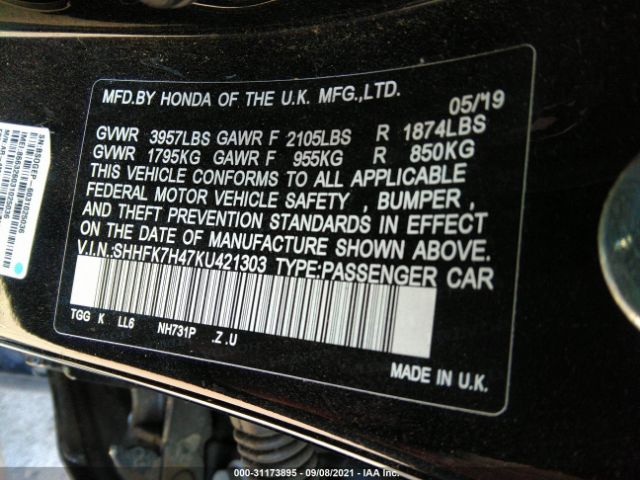 MFD.BY HONDA OF THE U.K. MFG.,LTD.
05/'19
GVWR 3957LBS GAWR F 2105LBS R 1874LBS
GVWR 1795KG GAWR F 955KG R 850KG
THIS VEHICLE CONFORMS TO ALL APPLICABLE
FEDERAL MOTOR VEHICLE SAFETY , BUMPER ,
AND THEFT PREVENTION STANDARDS IN EFFECT
ON THE DATE OF MANUFACTURE SHOWN ABOVE.
V.I.N.:SHHFK7H47KU421303 TYPE:PASSENGER CAR
TGG K LL6 NH731P .Z .U
MADE IN U.K.
000-31173895 - 09/08/2021 - IAA Inc.